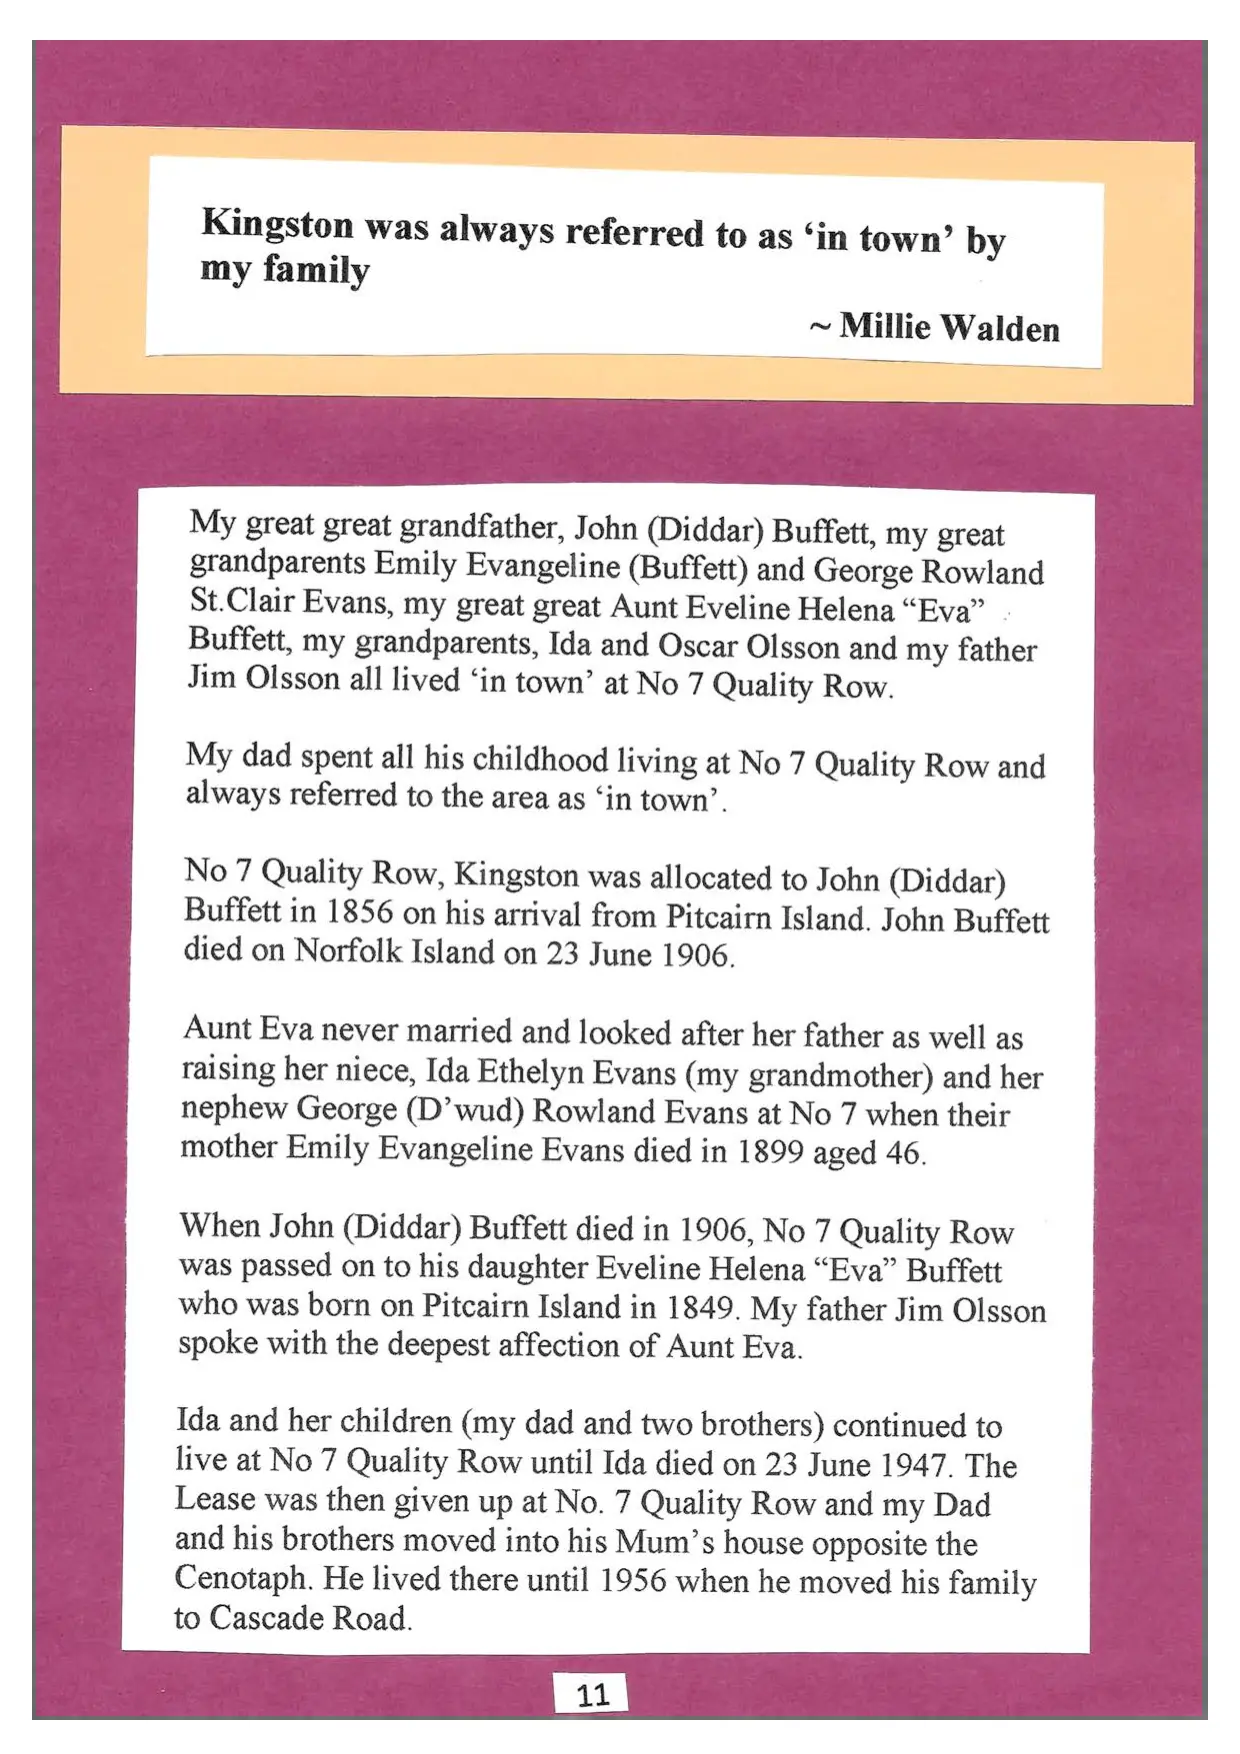 Kingston was always referred to as ‘in town’ by
my family
~ Millie Walden
My great great grandfather, John (Diddar) Buffett, my great
grandparents Emily Evangeline (Buffett) and George Rowland
St.Clair Evans, my great great Aunt Eveline Helena “Eva”
Buffett, my grandparents, Ida and Oscar Olsson and my father
Jim Olsson all lived ‘in town’ at No 7 Quality Row.
My dad spent all his childhood living at No 7 Quality Row and
always referred to the area as ‘in town’.
No 7 Quality Row, Kingston was allocated to John (Diddar)
Buffett in 1856 on his arrival from Pitcairn Island. John Buffett
died on Norfolk Island on 23 June 1906.
Aunt Eva never married and looked after her father as well as
raising her niece, Ida Ethelyn Evans (my grandmother) and her
nephew George (D’wud) Rowland Evans at No 7 when their
mother Emily Evangeline Evans died in 1899 aged 46.
When John (Diddar) Buffett died in 1906, No 7 Quality Row
was passed on to his daughter Eveline Helena “Eva” Buffett
who was born on Pitcairn Island in 1849. My father Jim Olsson
spoke with the deepest affection of Aunt Eva.
Ida and her children (my dad and two brothers) continued to
live at No 7 Quality Row until Ida died on 23 June 1947. The
Lease was then given up at No. 7 Quality Row and my Dad
and his brothers moved into his Mum’s house opposite the
Cenotaph. He lived there until 1956 when he moved his family
to Cascade Road.
11